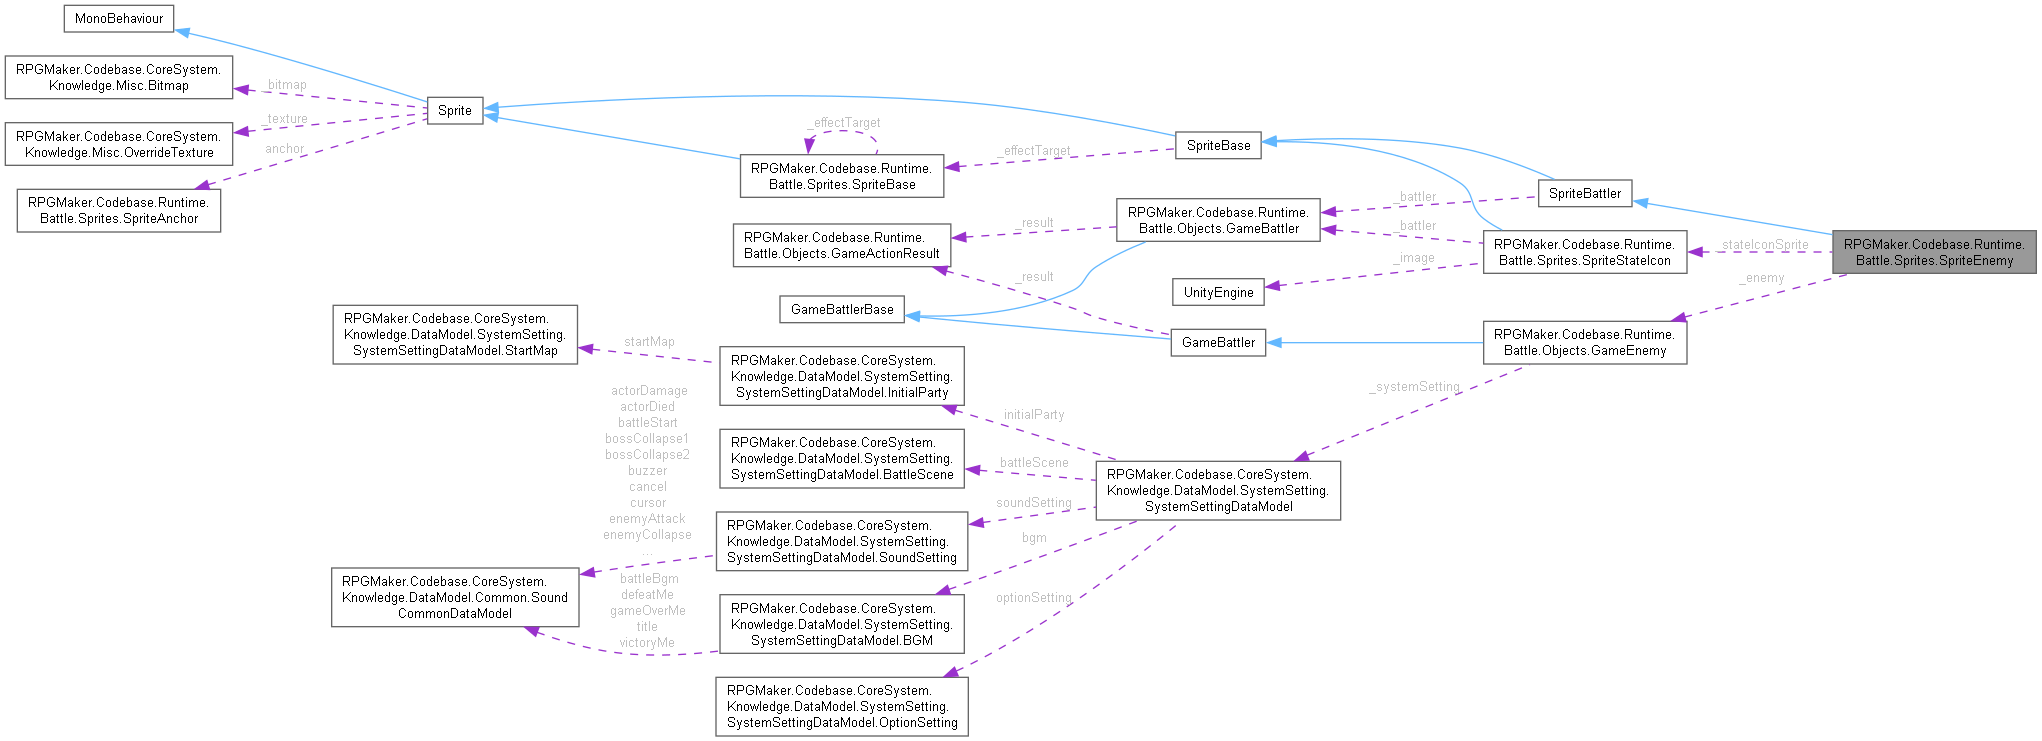 MonoBehaviour
RPGMaker.Codebase.CoreSystem.
Knowledge.Misc.Bitmap
_bitmap
Sprite
RPGMaker.Codebase.CoreSystem.
Knowledge.Misc.OverrideTexture
_texture
anchor
RPGMaker.Codebase.Runtime.
Battle.Sprites.SpriteAnchor
_effectTarget
RPGMaker.Codebase.Runtime.
Battle.Sprites.SpriteBase
_effectTarget
SpriteBase
SpriteBattler
_battler
RPGMaker.Codebase.Runtime.
Battle.Objects.GameBattler
_result
RPGMaker.Codebase.Runtime.
Battle.Objects.GameActionResult
_battler
RPGMaker.Codebase.Runtime.
Battle.Sprites.SpriteStateIcon
_stateIconSprite
RPGMaker.Codebase.Runtime.
Battle.Sprites.SpriteEnemy
_image
_result
_enemy
UnityEngine
GameBattlerBase
RPGMaker.Codebase.CoreSystem.
Knowledge.DataModel.SystemSetting.
SystemSettingDataModel.StartMap
startMap
GameBattler
RPGMaker.Codebase.Runtime.
Battle.Objects.GameEnemy
RPGMaker.Codebase.CoreSystem.
Knowledge.DataModel.SystemSetting.
SystemSettingDataModel.InitialParty
_systemSetting
initialParty
actorDamage
actorDied
battleStart
bossCollapse1
bossCollapse2
buzzer
cancel
cursor
enemyAttack
enemyCollapse
...
RPGMaker.Codebase.CoreSystem.
Knowledge.DataModel.SystemSetting.
SystemSettingDataModel.BattleScene
battleScene
RPGMaker.Codebase.CoreSystem.
Knowledge.DataModel.SystemSetting.
SystemSettingDataModel
soundSetting
RPGMaker.Codebase.CoreSystem.
Knowledge.DataModel.SystemSetting.
SystemSettingDataModel.SoundSetting
bgm
RPGMaker.Codebase.CoreSystem.
Knowledge.DataModel.Common.Sound
CommonDataModel
battleBgm
defeatMe
gameOverMe
title
victoryMe
RPGMaker.Codebase.CoreSystem.
Knowledge.DataModel.SystemSetting.
SystemSettingDataModel.BGM
optionSetting
RPGMaker.Codebase.CoreSystem.
Knowledge.DataModel.SystemSetting.
SystemSettingDataModel.OptionSetting